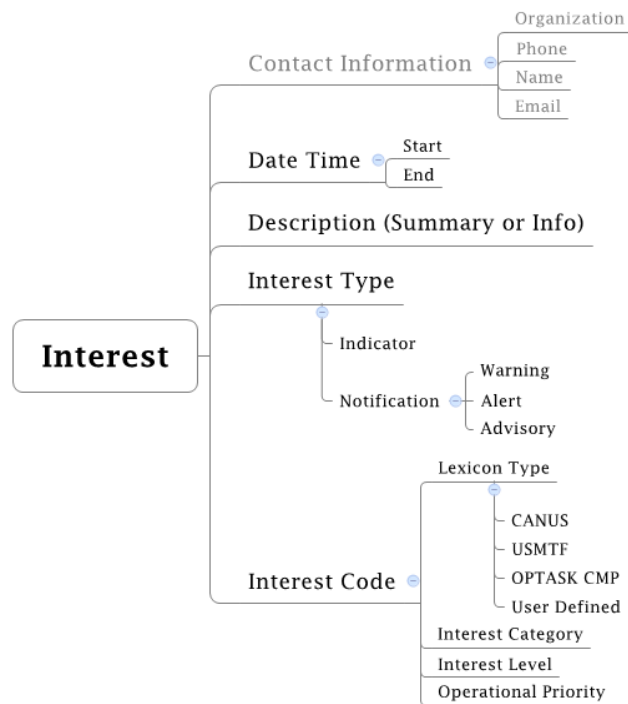 Interest
Contact Information
Organization
Phone
Name
Email
Date Time
Start
End
Description (Summary or Info)
Interest Type
Indicator
Notification
Warning
Alert
Advisory
Interest Code
Lexicon Type
CANUS
USMTF
OPTASK CMP
User Defined
Interest Category
Interest Level
Operational Priority